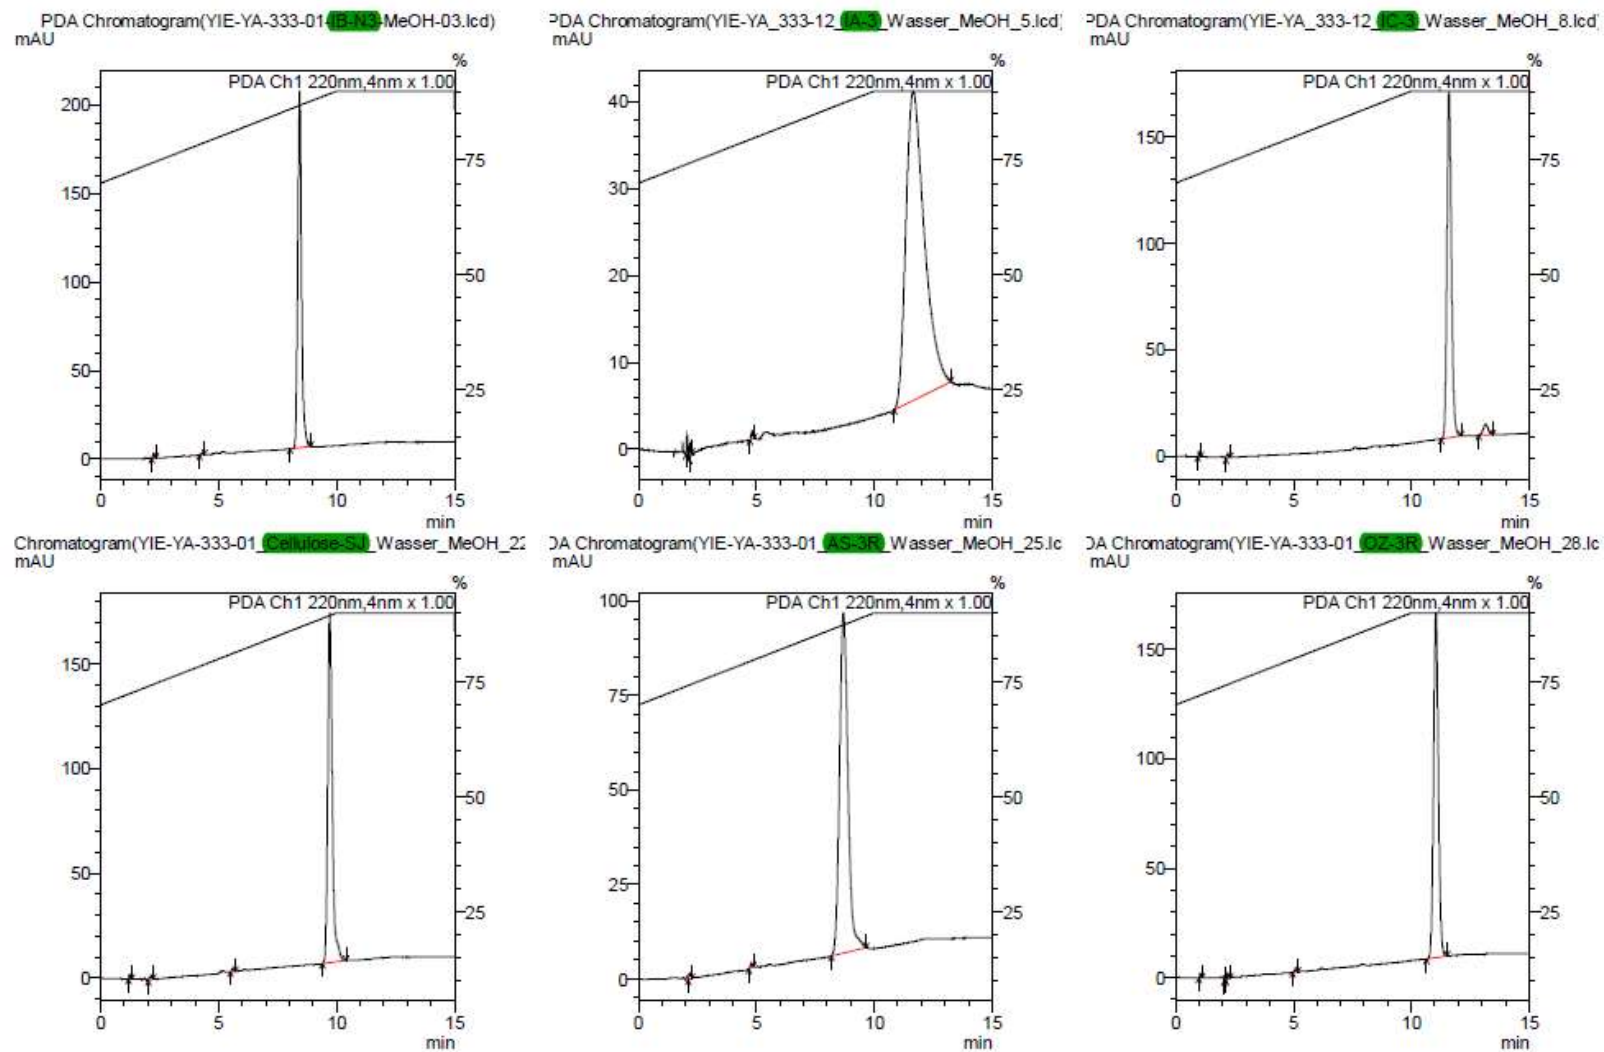 PDA Chromatogram(YIE-YA-333-01-IB-N3-MeOH-03.lcd)
mAU
%
PDA Ch1 220nm,4nm x 1.00
200
150
100
50
0
75
50
25
0 5 10 15
min
PDA Chromatogram(YIE-YA_333-12_IA-3_Wasser_MeOH_5.lcd)
mAU
%
PDA Ch1 220nm,4nm x 1.00
40
30
20
10
0
75
50
25
0 5 10 15
min
PDA Chromatogram(YIE-YA_333-12_IC-3_Wasser_MeOH_8.lcd)
mAU
%
PDA Ch1 220nm,4nm x 1.00
150
100
50
0
75
50
25
0 5 10 15
min
Chromatogram(YIE-YA-333-01_Cellulose-SJ_Wasser_MeOH_22
mAU
%
PDA Ch1 220nm,4nm x 1.00
150
100
50
0
75
50
25
0 5 10 15
min
DA Chromatogram(YIE-YA-333-01_AS-3R_Wasser_MeOH_25.lc
mAU
%
PDA Ch1 220nm,4nm x 1.00
100
75
50
25
0
75
50
25
0 5 10 15
min
DA Chromatogram(YIE-YA-333-01_OZ-3R_Wasser_MeOH_28.lc
mAU
%
PDA Ch1 220nm,4nm x 1.00
150
100
50
0
75
50
25
0 5 10 15
min